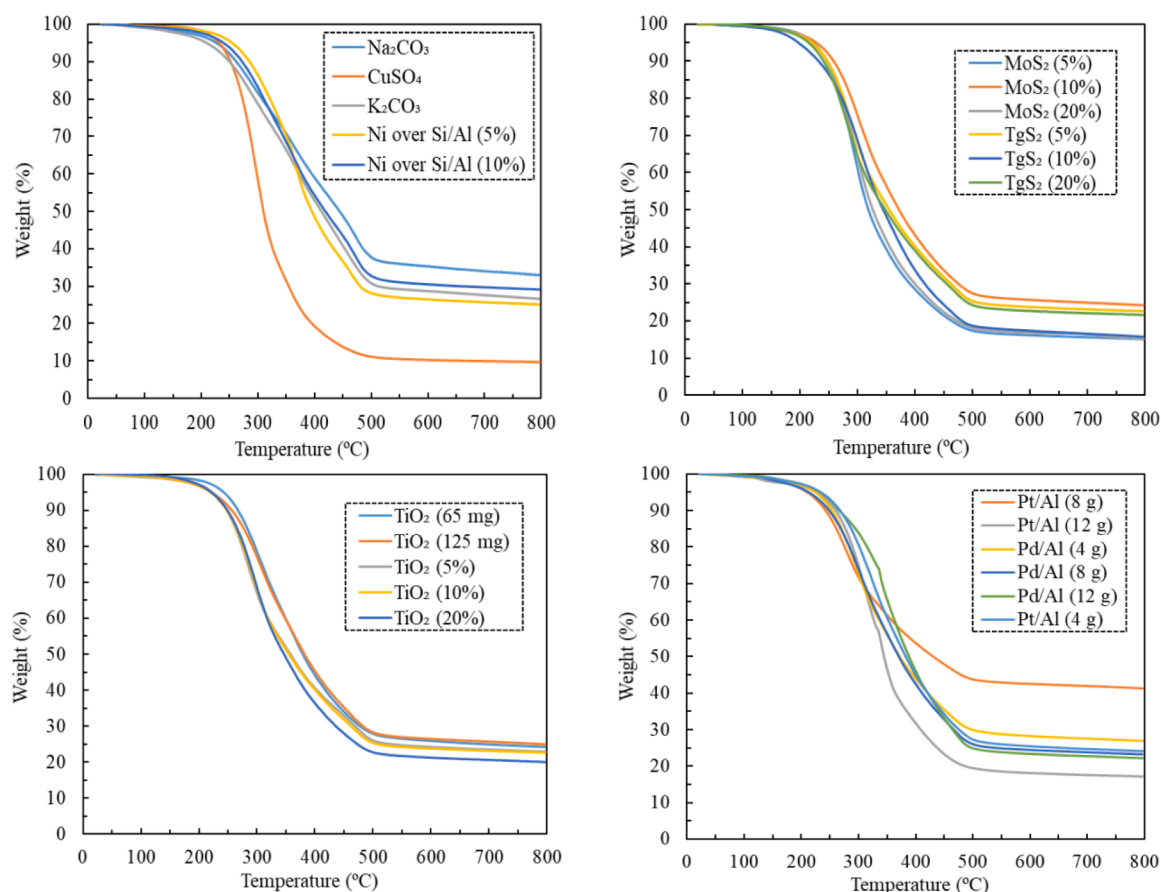 100
90
80
70
60
50
40
30
20
10
0
Weight (%)
Na₂CO₃
CuSO₄
K₂CO₃
Ni over Si/Al (5%)
Ni over Si/Al (10%)
0 100 200 300 400 500 600 700 800
Temperature (ºC)
100
90
80
70
60
50
40
30
20
10
0
Weight (%)
MoS₂ (5%)
MoS₂ (10%)
MoS₂ (20%)
TgS₂ (5%)
TgS₂ (10%)
TgS₂ (20%)
0 100 200 300 400 500 600 700 800
Temperature (ºC)
100
90
80
70
60
50
40
30
20
10
0
Weight (%)
TiO₂ (65 mg)
TiO₂ (125 mg)
TiO₂ (5%)
TiO₂ (10%)
TiO₂ (20%)
0 100 200 300 400 500 600 700 800
Temperature (ºC)
100
90
80
70
60
50
40
30
20
10
0
Weight (%)
Pt/Al (8 g)
Pt/Al (12 g)
Pd/Al (4 g)
Pd/Al (8 g)
Pd/Al (12 g)
Pt/Al (4 g)
0 100 200 300 400 500 600 700 800
Temperature (ºC)